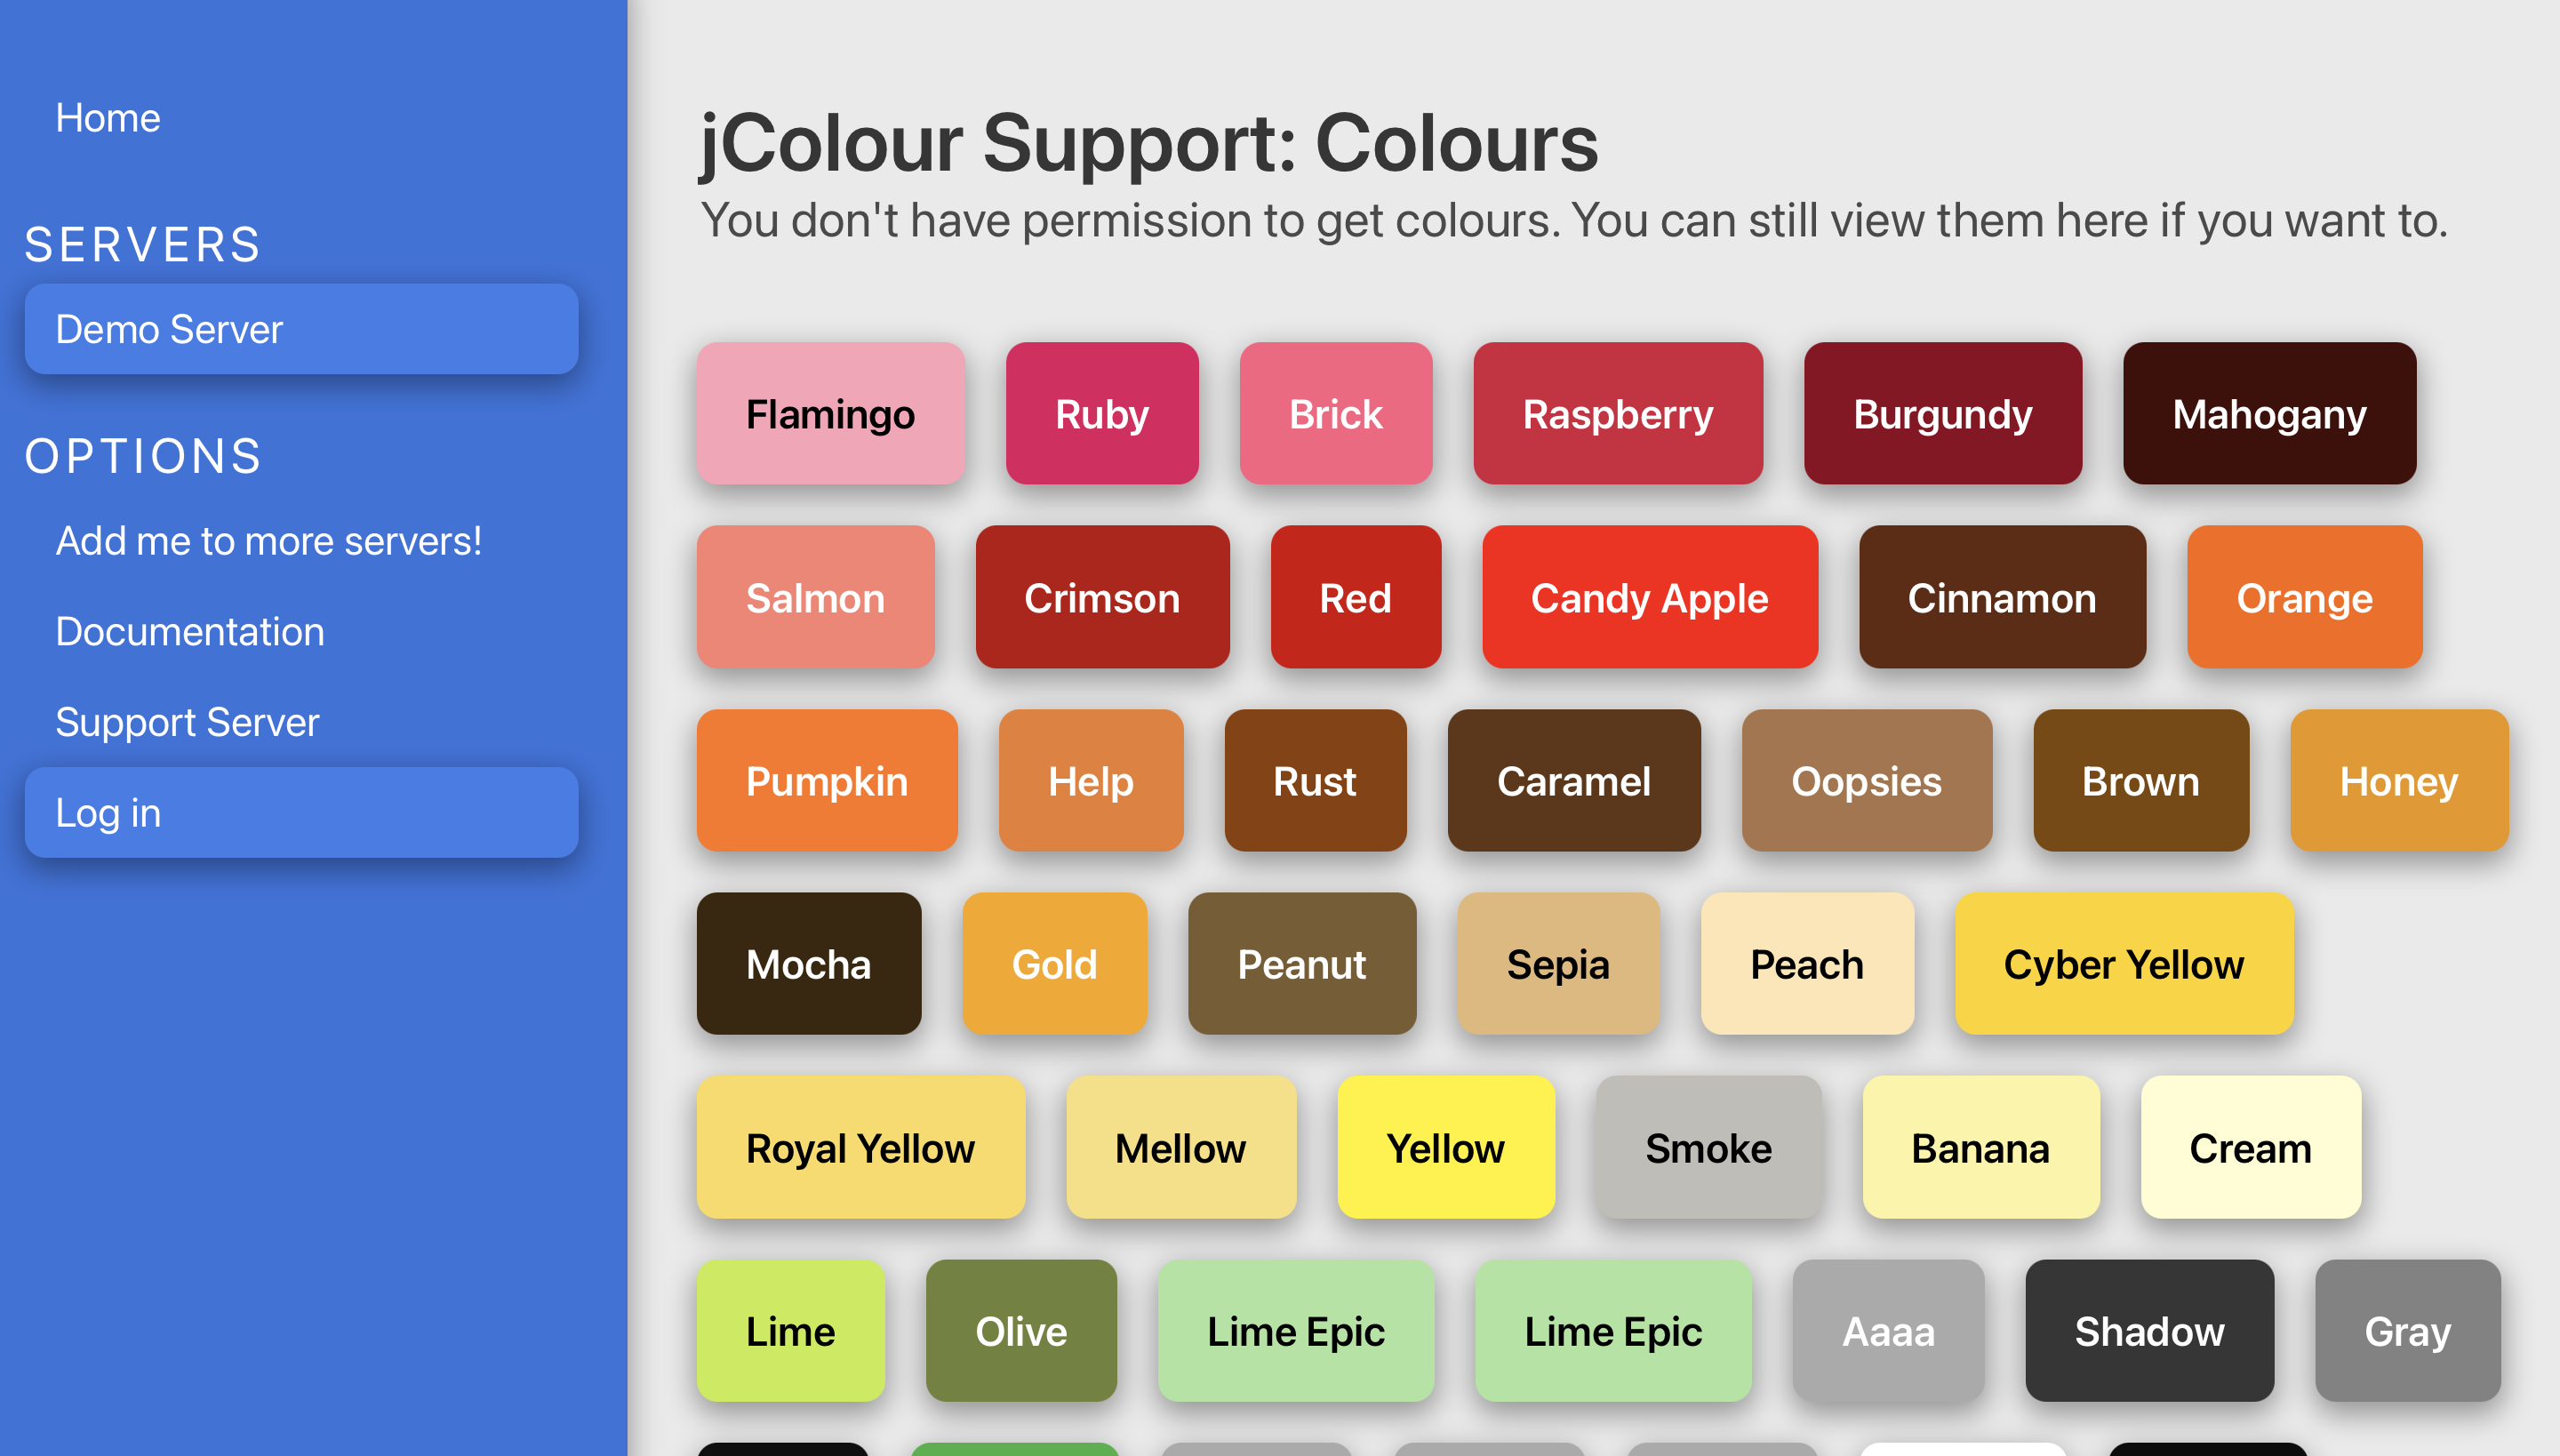 Home
SERVERS
Demo Server
OPTIONS
Add me to more servers!
Documentation
Support Server
Log in
jColour Support: Colours
You don't have permission to get colours. You can still view them here if you want to.
Flamingo Ruby Brick Raspberry Burgundy Mahogany
Salmon Crimson Red Candy Apple Cinnamon Orange
Pumpkin Help Rust Caramel Oopsies Brown Honey
Mocha Gold Peanut Sepia Peach Cyber Yellow
Royal Yellow Mellow Yellow Smoke Banana Cream
Lime Olive Lime Epic Lime Epic Aaaa Shadow Gray